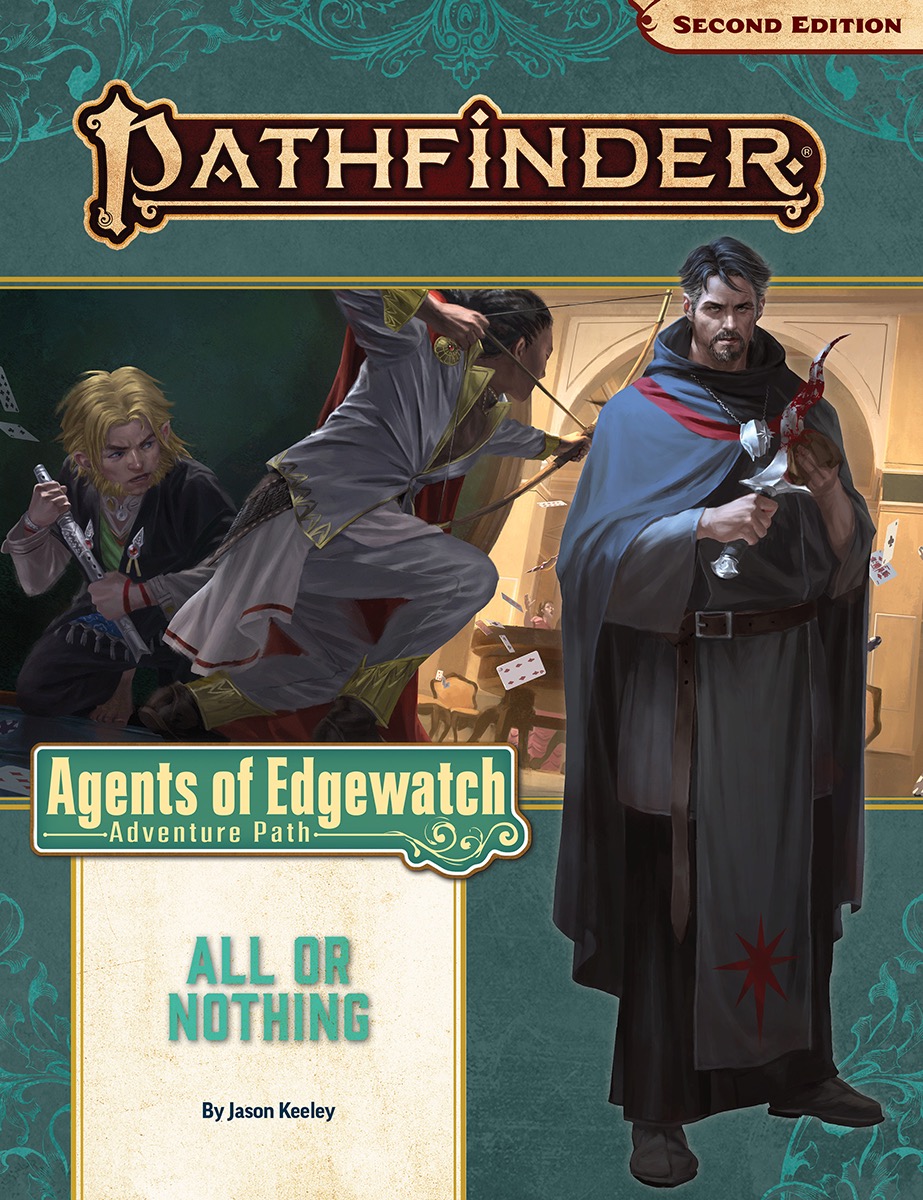 SECOND EDITION
PATHFINDER®
Agents of Edgewatch
Adventure Path
ALL OR
NOTHING
By Jason Keeley